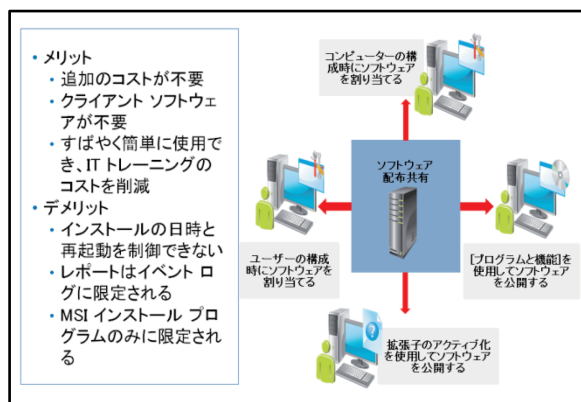 • メリット
• 追加のコストが不要
• クライアント ソフトウェ
アが不要
• すばやく簡単に使用で
き、IT トレーニングの
コストを削減
• デメリット
• インストールの日時と
再起動を制御できない
• レポートはイベント ロ
グに限定される
• MSI インストール プロ
グラムのみに限定され
る
コンピューターの構
成時にソフトウェア
を割り当てる
ソフトウェア
配布共有
ユーザーの構成
時にソフトウェアを
割り当てる
[プログラムと機能]を
使用してソフトウェア
を公開する
?
拡張子のアクティブ化
を使用してソフトウェア
を公開する